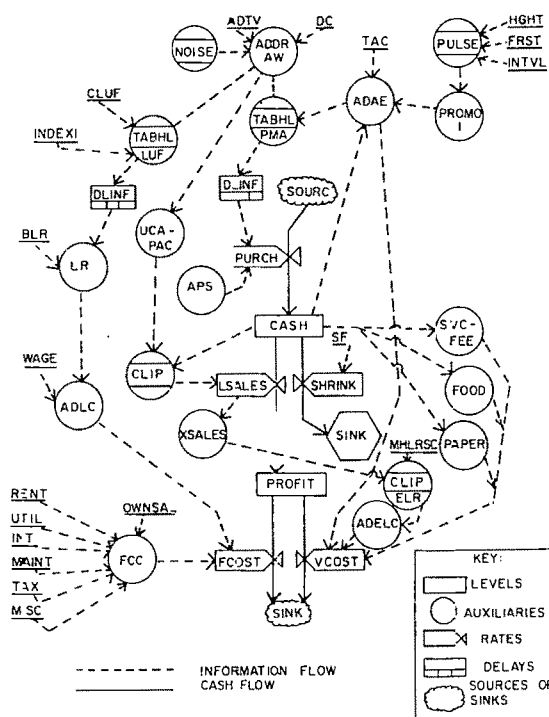 ADTV
DC
HGHT
NOISE
ADDR
AW
TAC
PULSE
FRST
INTVL
CLUF
TABHL
PMA
ADAE
PROMO
I
INDEXI
TABHL
LUF
DLINF
DLINF
SOURC
BLR
LR
UCA-
PAC
PURCH
APS
CASH
SVC-
FEE
SF
WAGE
CLIP
LSALES
SHRINK
FOOD
ADLC
XSALES
SINK
PAPER
MHLRSC
CLIP
ELR
PROFIT
RENT
OWNSA
UTIL
INT
MAINT
TAX
MISC
FCC
FCOST
VCOST
ADELC
SINK
KEY:
LEVELS
AUXILIARIES
RATES
DELAYS
SOURCES OF
SINKS
INFORMATION FLOW
CASH FLOW